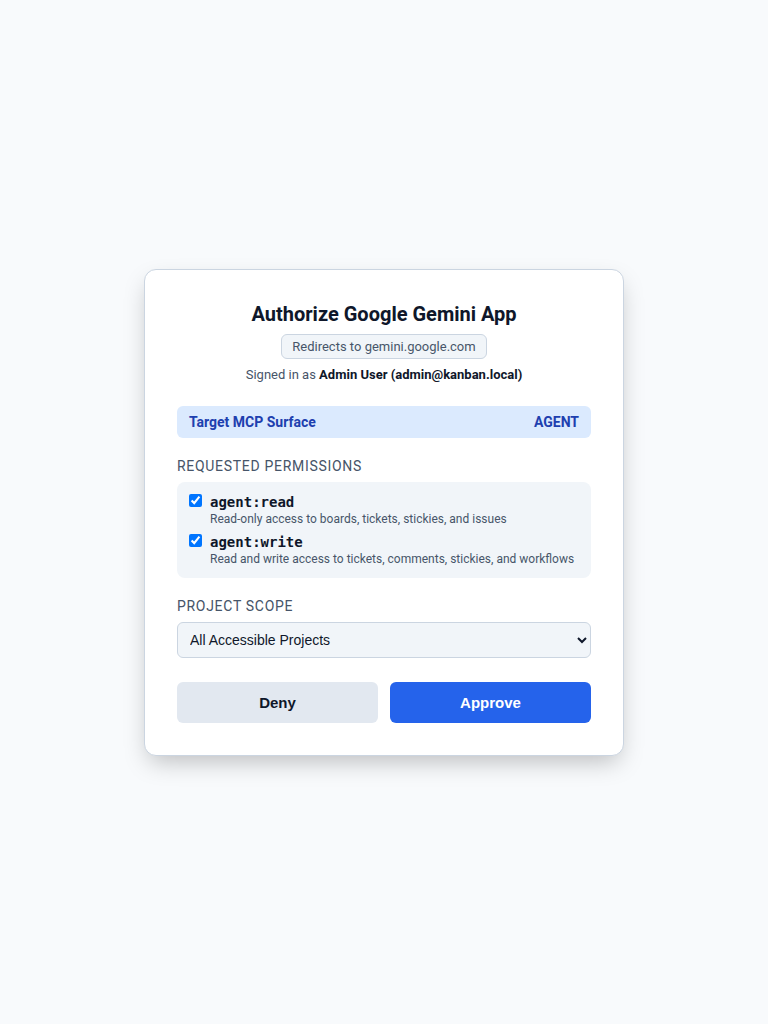 Authorize Google Gemini App
Redirects to gemini.google.com
Signed in as Admin User (admin@kanban.local)
Target MCP Surface AGENT
REQUESTED PERMISSIONS
agent:read
Read-only access to boards, tickets, stickies, and issues
agent:write
Read and write access to tickets, comments, stickies, and workflows
PROJECT SCOPE
All Accessible Projects
Deny Approve